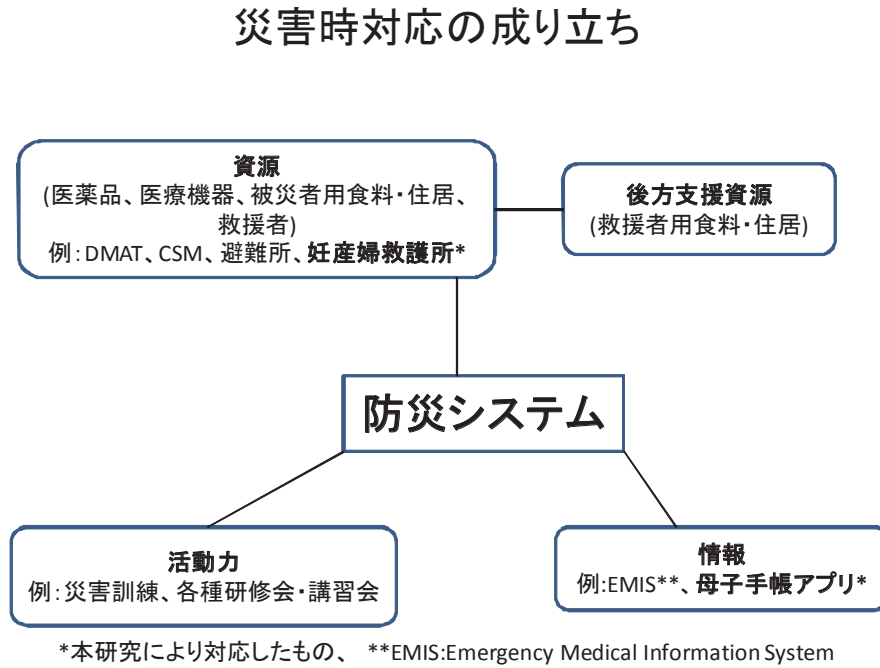 災害時対応の成り立ち
資源
(医薬品、医療機器、被災者用食料・住居、
救援者)
例：DMAT、CSM、避難所、妊産婦救護所*
後方支援資源
(救援者用食料・住居)
防災システム
活動力
例：災害訓練、各種研修会・講習会
情報
例:EMIS**、母子手帳アプリ*
*本研究により対応したもの、 **EMIS:Emergency Medical Information System